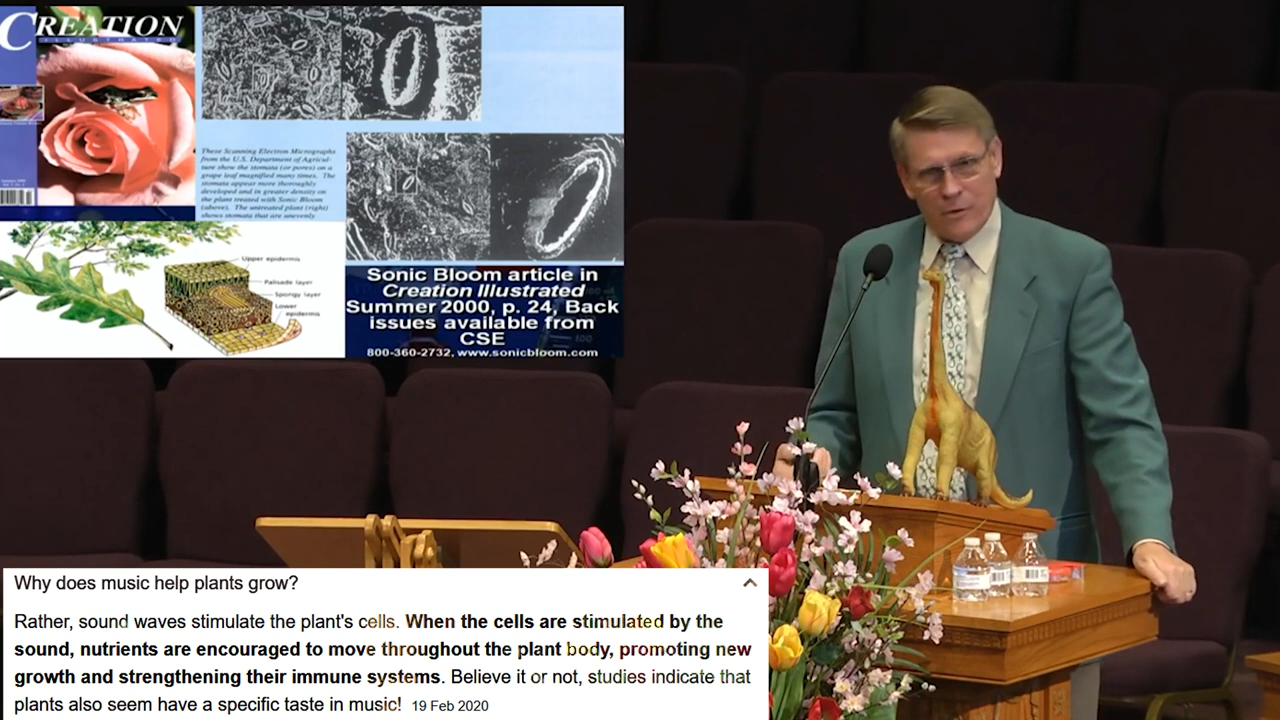 CREATION
ILLUSTRATED
These Scanning Electron Micrographs
from the U.S. Department of Agricul-
ture show the stomata (or pores) on a
grape leaf magnified many times. The
stomata appear more thoroughly
developed and in greater density on
the plant treated with Sonic Bloom
(above). The untreated plant (right)
shows stomata that are unevenly
Upper epidermis
Palisade layer
Spongy layer
Lower
epidermis
Sonic Bloom article in
Creation Illustrated
Summer 2000, p. 24, Back
issues available from
CSE
800-360-2732, www.sonicbloom.com
Why does music help plants grow?
Rather, sound waves stimulate the plant's cells. When the cells are stimulated by the
sound, nutrients are encouraged to move throughout the plant body, promoting new
growth and strengthening their immune systems. Believe it or not, studies indicate that
plants also seem have a specific taste in music! 19 Feb 2020